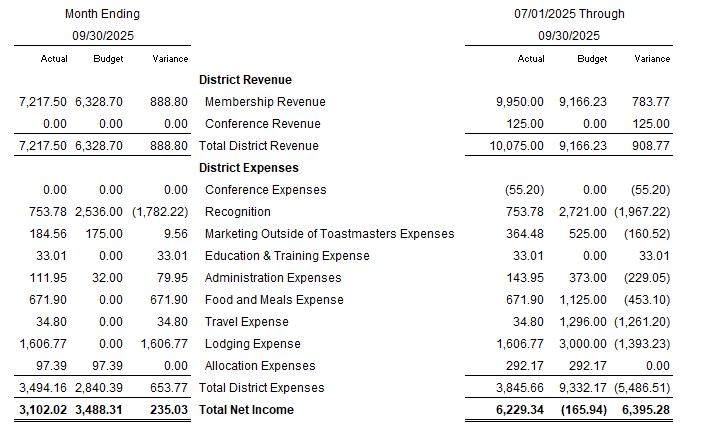 Month Ending 07/01/2025 Through
09/30/2025 09/30/2025
Actual Budget Variance Actual Budget Variance
District Revenue
7,217.50 6,328.70 888.80 Membership Revenue 9,950.00 9,166.23 783.77
0.00 0.00 0.00 Conference Revenue 125.00 0.00 125.00
7,217.50 6,328.70 888.80 Total District Revenue 10,075.00 9,166.23 908.77
District Expenses
0.00 0.00 0.00 Conference Expenses (55.20) 0.00 (55.20)
753.78 2,536.00 (1,782.22) Recognition 753.78 2,721.00 (1,967.22)
184.56 175.00 9.56 Marketing Outside of Toastmasters Expenses 364.48 525.00 (160.52)
33.01 0.00 33.01 Education & Training Expense 33.01 0.00 33.01
111.95 32.00 79.95 Administration Expenses 143.95 373.00 (229.05)
671.90 0.00 671.90 Food and Meals Expense 671.90 1,125.00 (453.10)
34.80 0.00 34.80 Travel Expense 34.80 1,296.00 (1,261.20)
1,606.77 0.00 1,606.77 Lodging Expense 1,606.77 3,000.00 (1,393.23)
97.39 97.39 0.00 Allocation Expenses 292.17 292.17 0.00
3,494.16 2,840.39 653.77 Total District Expenses 3,845.66 9,332.17 (5,486.51)
3,102.02 3,488.31 235.03 Total Net Income 6,229.34 (165.94) 6,395.28